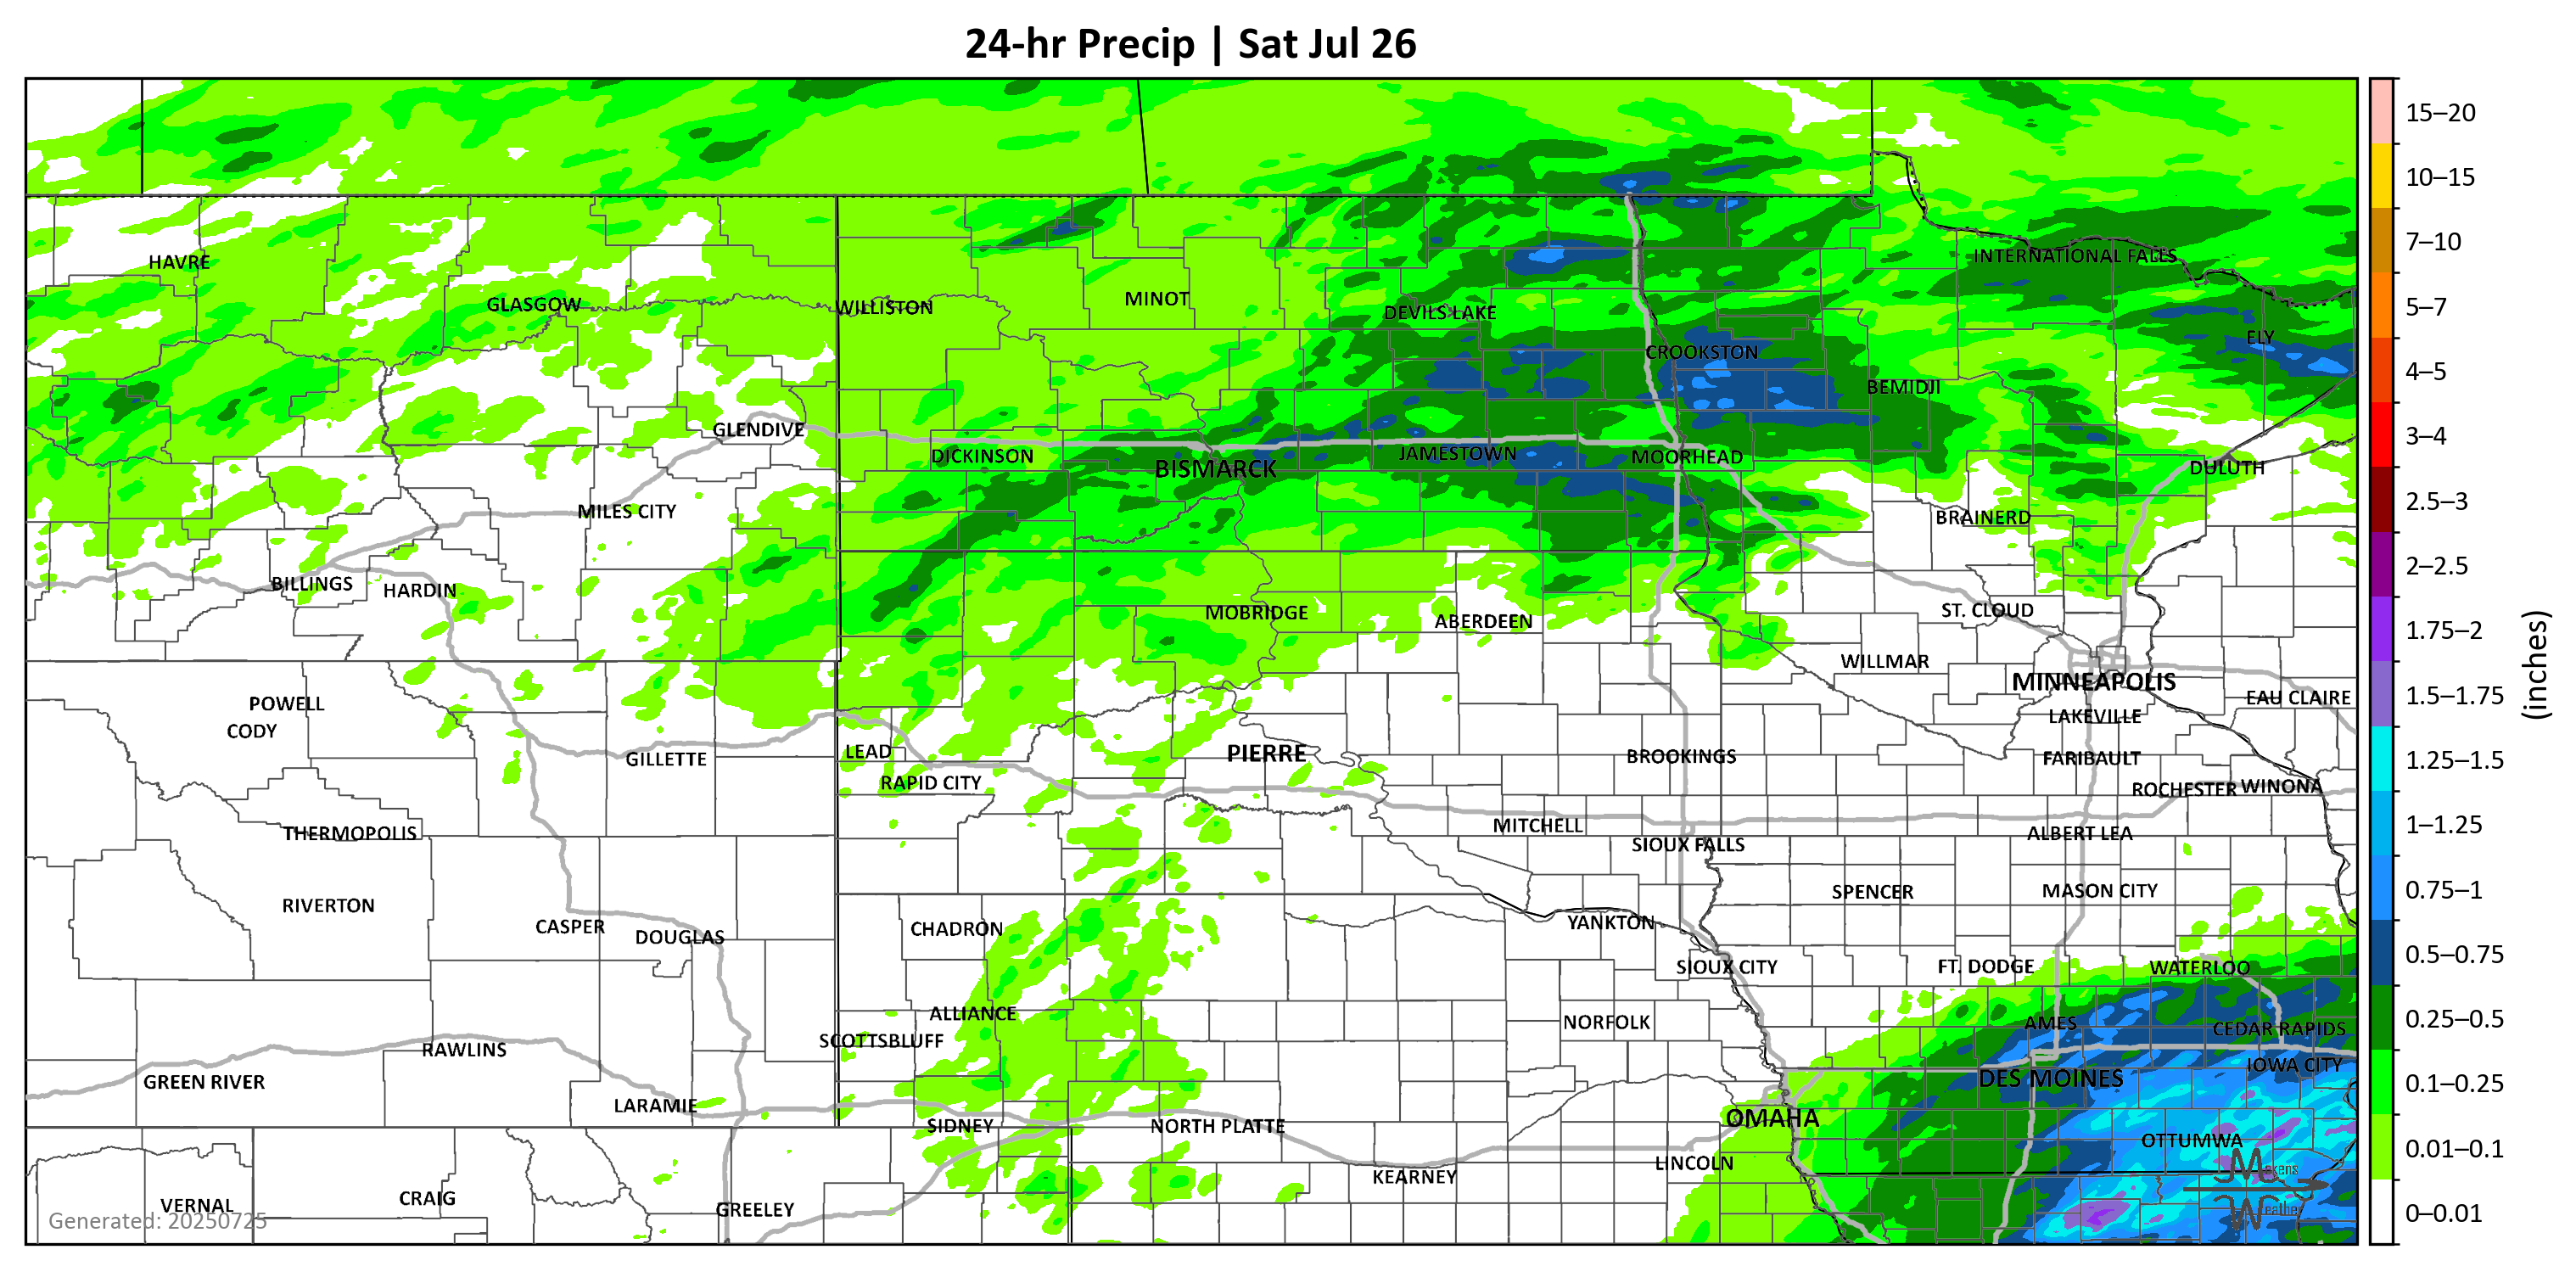 24-hr Precip | Sat Jul 26
15–20
10–15
7–10
5–7
4–5
3–4
2.5–3
2–2.5
1.75–2
1.5–1.75
1.25–1.5
1–1.25
0.75–1
0.5–0.75
0.25–0.5
0.1–0.25
0.01–0.1
0–0.01
(inches)
HAVRE
GLASGOW
WILLISTON
MINOT
DEVILS LAKE
INTERNATIONAL FALLS
ELY
CROOKSTON
BEMIDJI
GLENDIVE
DICKINSON
BISMARCK
JAMESTOWN
MOORHEAD
DULUTH
MILES CITY
BRAINERD
BILLINGS
HARDIN
MOBRIDGE
ABERDEEN
ST. CLOUD
WILLMAR
MINNEAPOLIS
EAU CLAIRE
POWELL
CODY
LAKEVILLE
GILLETTE
LEAD
PIERRE
BROOKINGS
FARIBAULT
RAPID CITY
ROCHESTER
WINONA
THERMOPOLIS
MITCHELL
SIOUX FALLS
ALBERT LEA
RIVERTON
SPENCER
MASON CITY
CASPER
DOUGLAS
CHADRON
YANKTON
SIOUX CITY
FT. DODGE
WATERLOO
ALLIANCE
SCOTTSBLUFF
NORFOLK
AMES
CEDAR RAPIDS
RAWLINS
GREEN RIVER
IOWA CITY
DES MOINES
LARAMIE
SIDNEY
NORTH PLATTE
OMAHA
OTTUMWA
LINCOLN
KEARNEY
VERNAL
CRAIG
GREELEY
Generated: 20250725
Makens
Weather